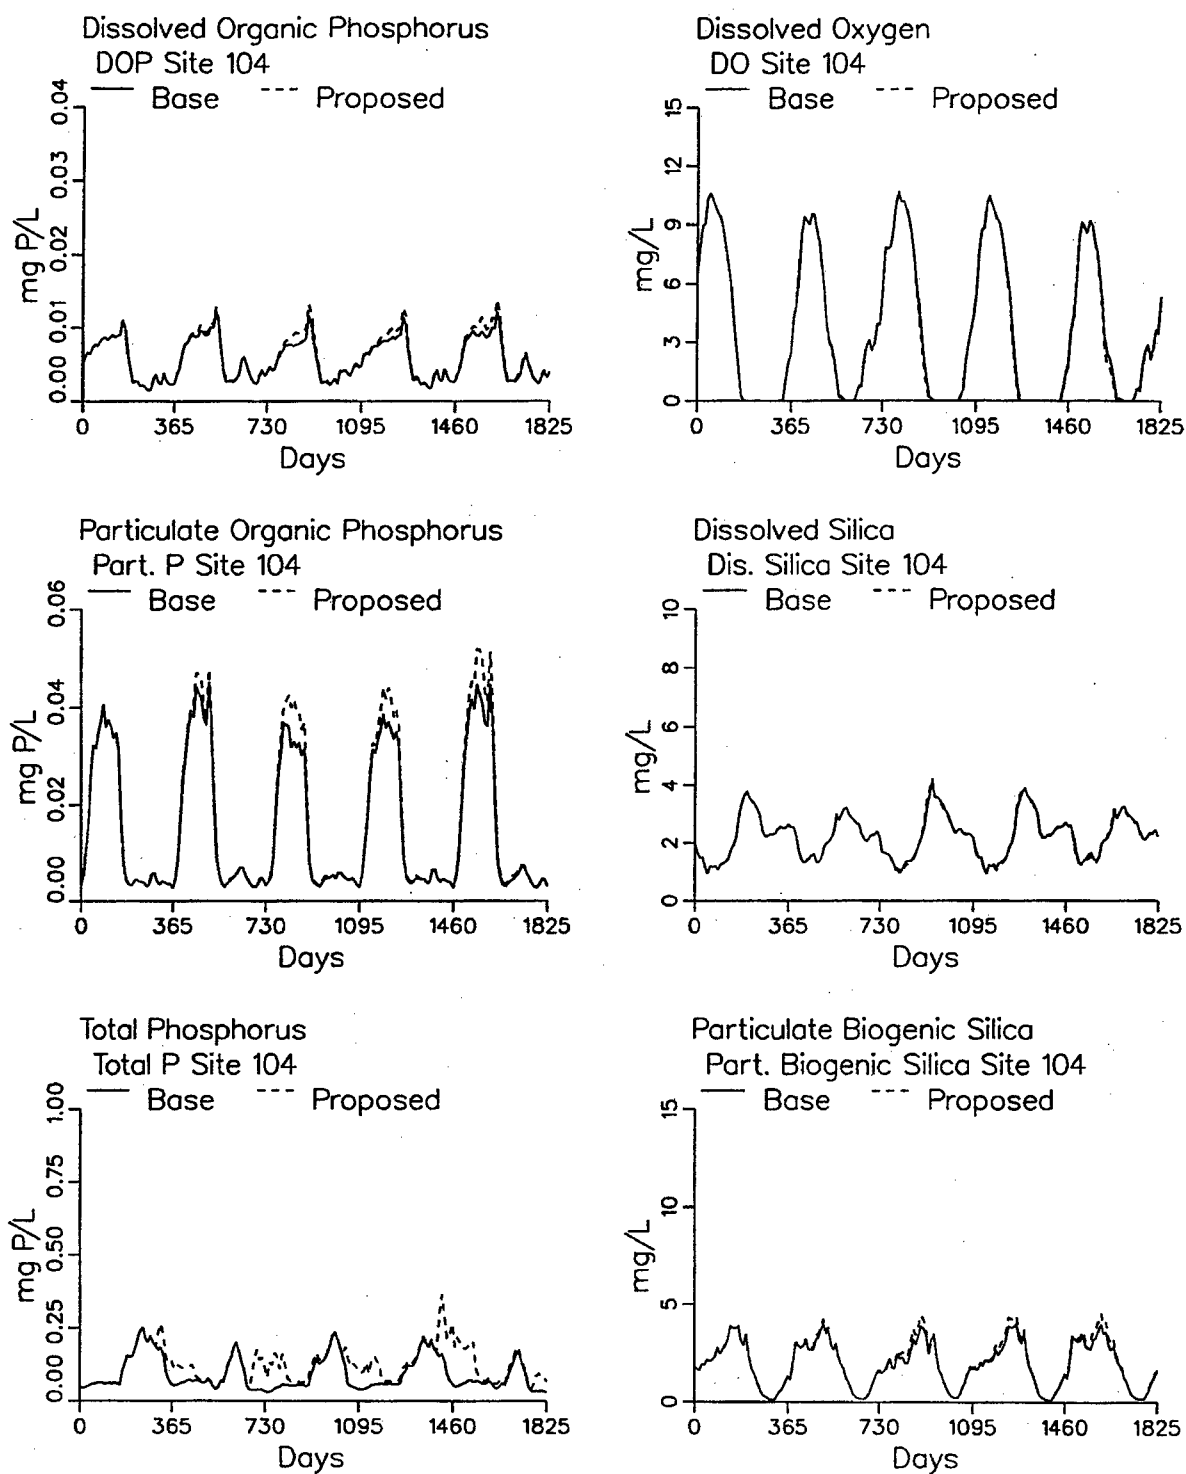 Dissolved Organic Phosphorus
DOP Site 104
Base Proposed
0.04
0.03
0.02
0.01
0.00
mg P/L
0 365 730 1095 1460 1825
Days
Dissolved Oxygen
DO Site 104
Base Proposed
15
12
9
6
3
0
mg/L
0 365 730 1095 1460 1825
Days
Particulate Organic Phosphorus
Part. P Site 104
Base Proposed
0.06
0.04
0.02
0.00
mg P/L
0 365 730 1095 1460 1825
Days
Dissolved Silica
Dis. Silica Site 104
Base Proposed
10
8
6
4
2
0
mg/L
0 365 730 1095 1460 1825
Days
Total Phosphorus
Total P Site 104
Base Proposed
1.00
0.75
0.50
0.25
0.00
mg P/L
0 365 730 1095 1460 1825
Days
Particulate Biogenic Silica
Part. Biogenic Silica Site 104
Base Proposed
15
10
5
0
mg/L
0 365 730 1095 1460 1825
Days